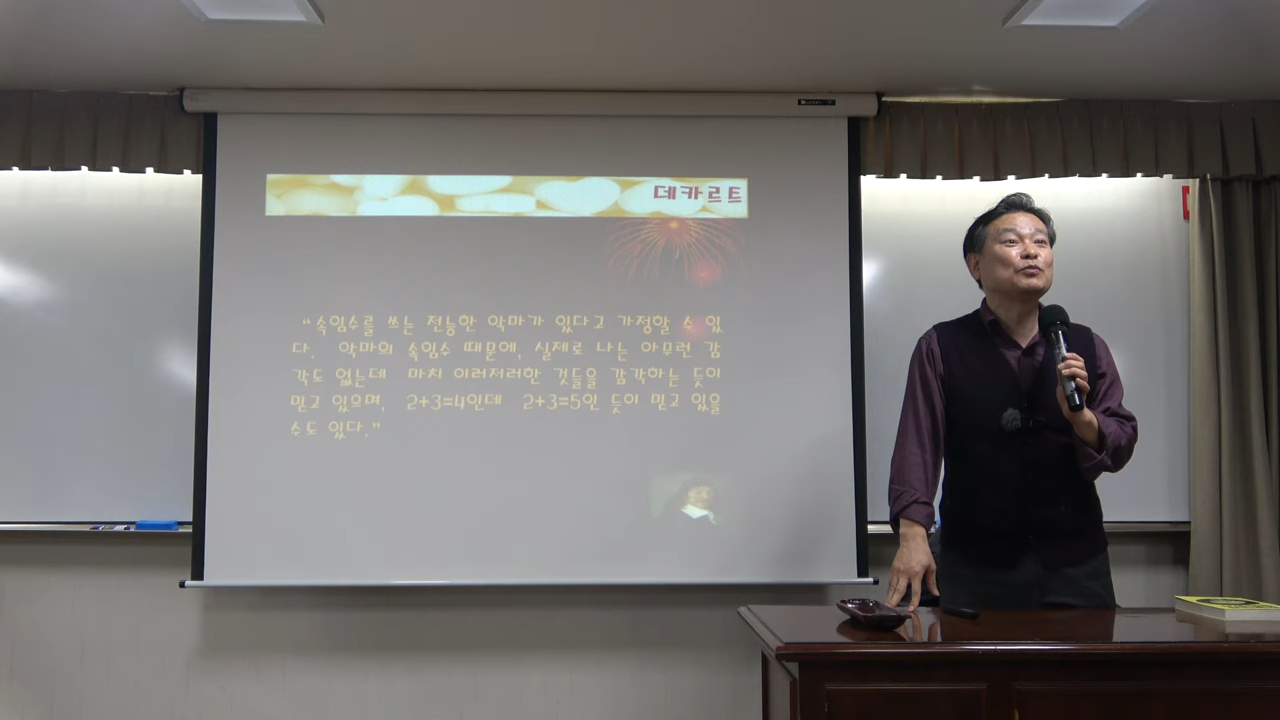 데카르트
“속임수를 쓰는 전능한 악마가 있다고 가정할 수 있
다. 악마의 속임수 때문에, 실제로 나는 아무런 감
각도 없는데 마치 이러저러한 것들을 감각하는 듯이
믿고 있으며, 2+3=4인데 2+3=5인 듯이 믿고 있을
수도 있다.”